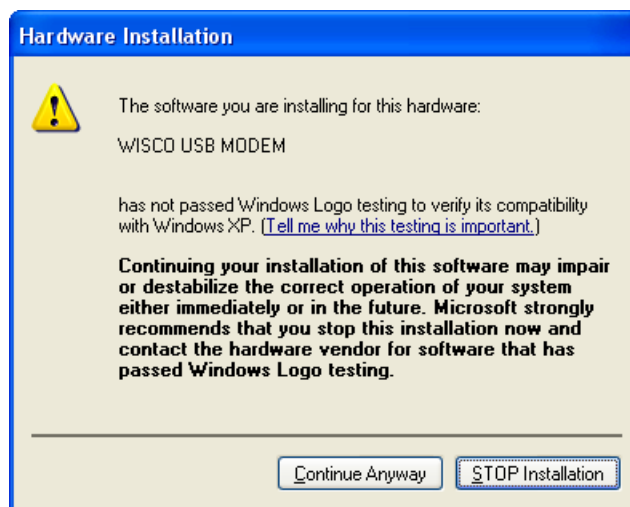 Hardware Installation
The software you are installing for this hardware:
WISCO USB MODEM
has not passed Windows Logo testing to verify its compatibility
with Windows XP. (Tell me why this testing is important.)
Continuing your installation of this software may impair
or destabilize the correct operation of your system
either immediately or in the future. Microsoft strongly
recommends that you stop this installation now and
contact the hardware vendor for software that has
passed Windows Logo testing.
Continue Anyway STOP Installation